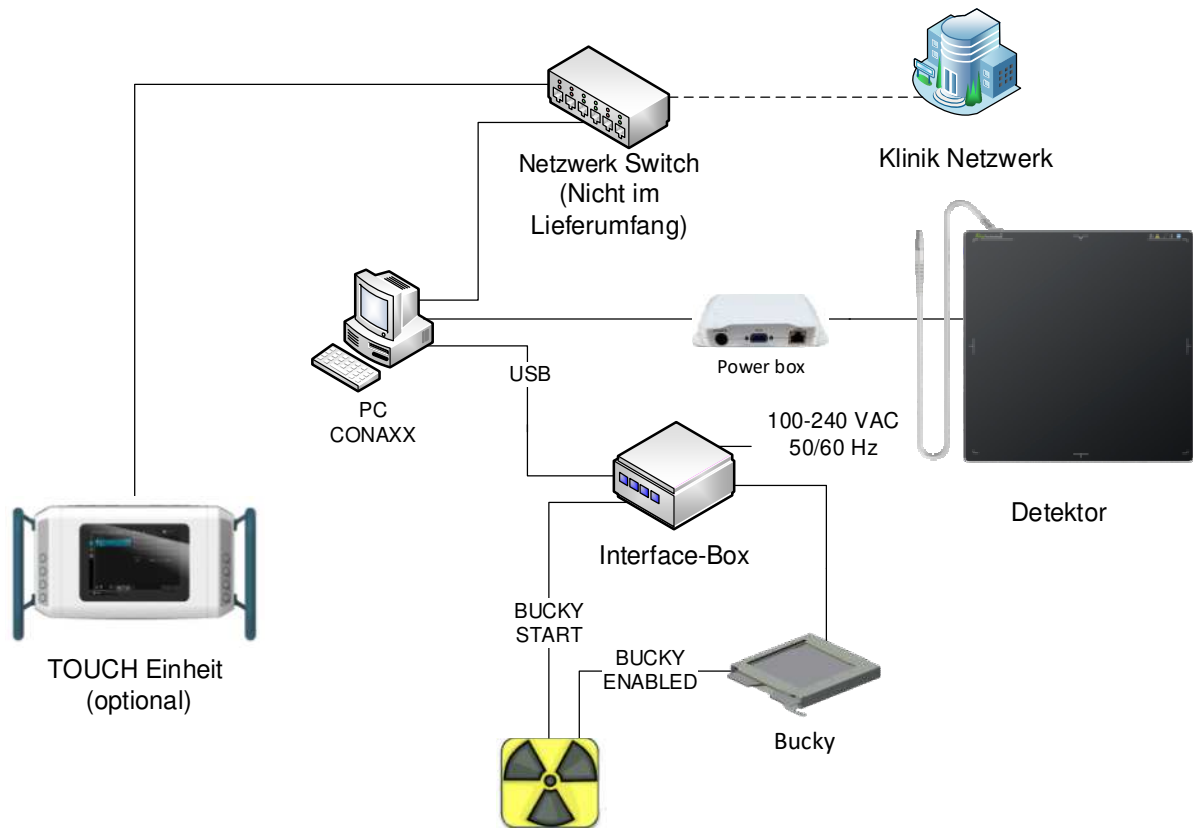 Netzwerk Switch
(Nicht im
Lieferumfang)
Klinik Netzwerk
PC
CONAXX
USB
Power box
100-240 VAC
50/60 Hz
Detektor
Interface-Box
TOUCH Einheit
(optional)
BUCKY
START
BUCKY
ENABLED
Bucky